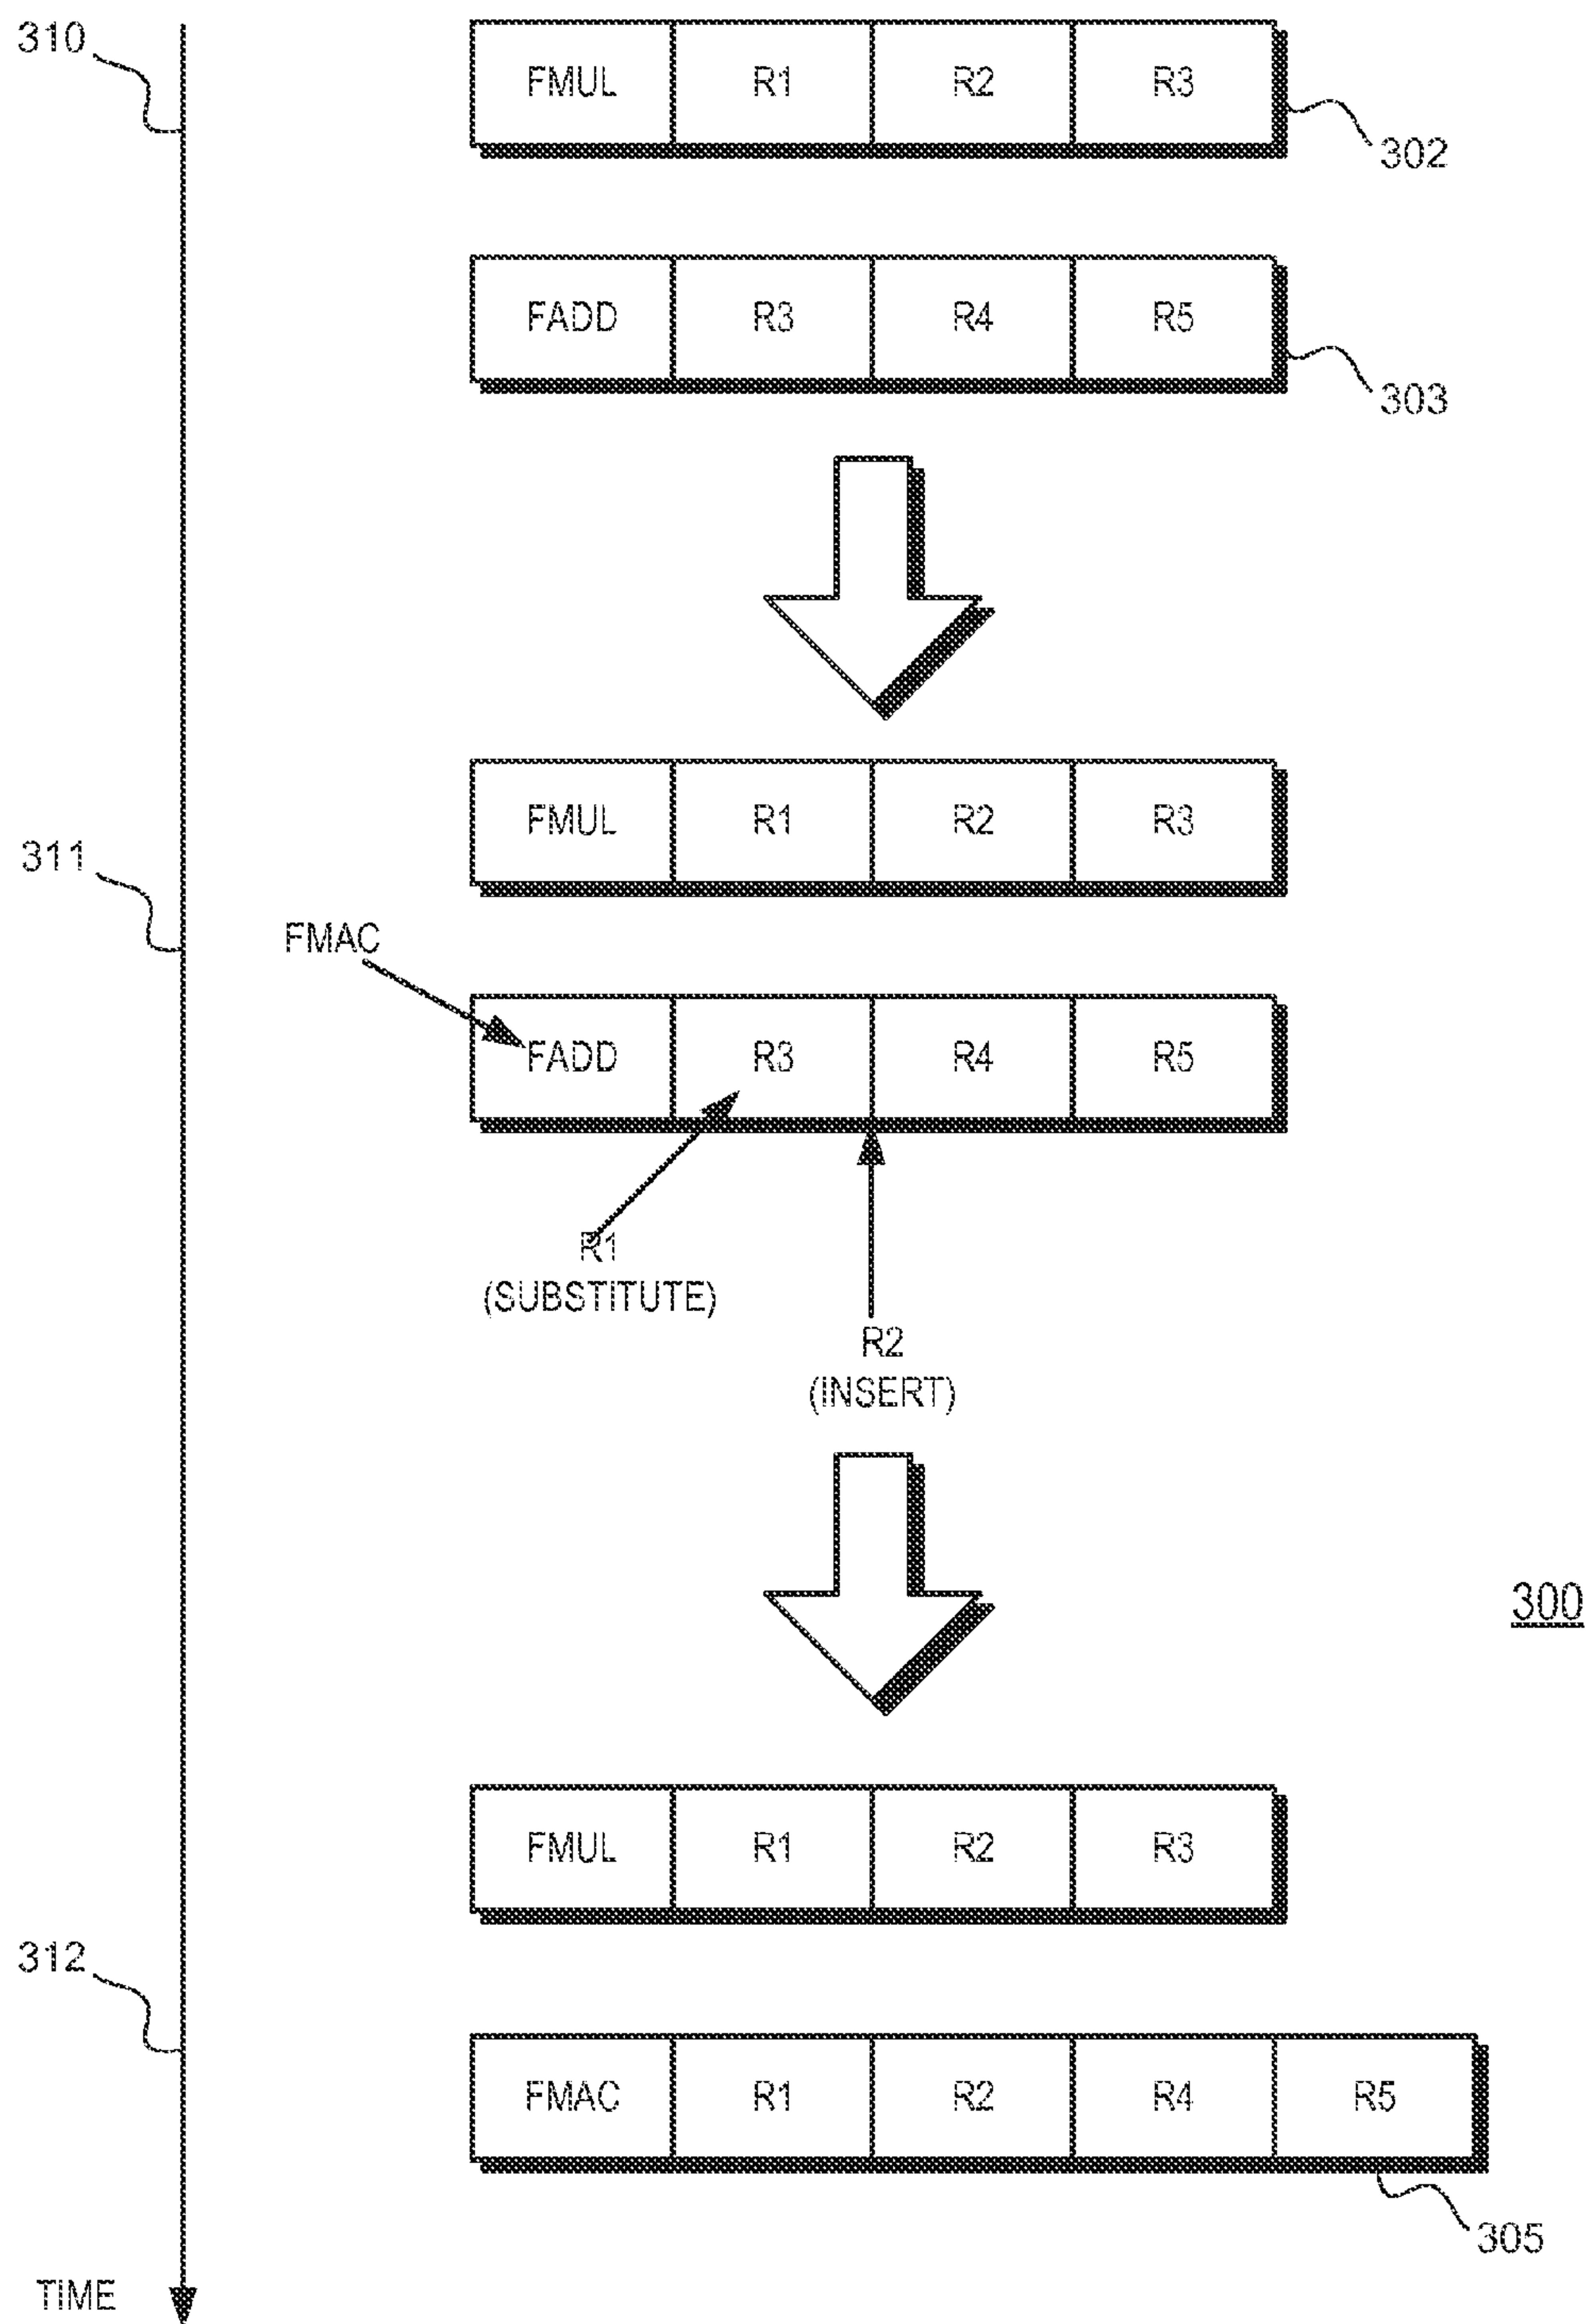 310
FMUL R1 R2 R3
302
FADD R3 R4 R5
303
FMUL R1 R2 R3
311
FMAC
FADD R3 R4 R5
R1
(SUBSTITUTE)
R2
(INSERT)
300
FMUL R1 R2 R3
312
FMAC R1 R2 R4 R5
305
TIME